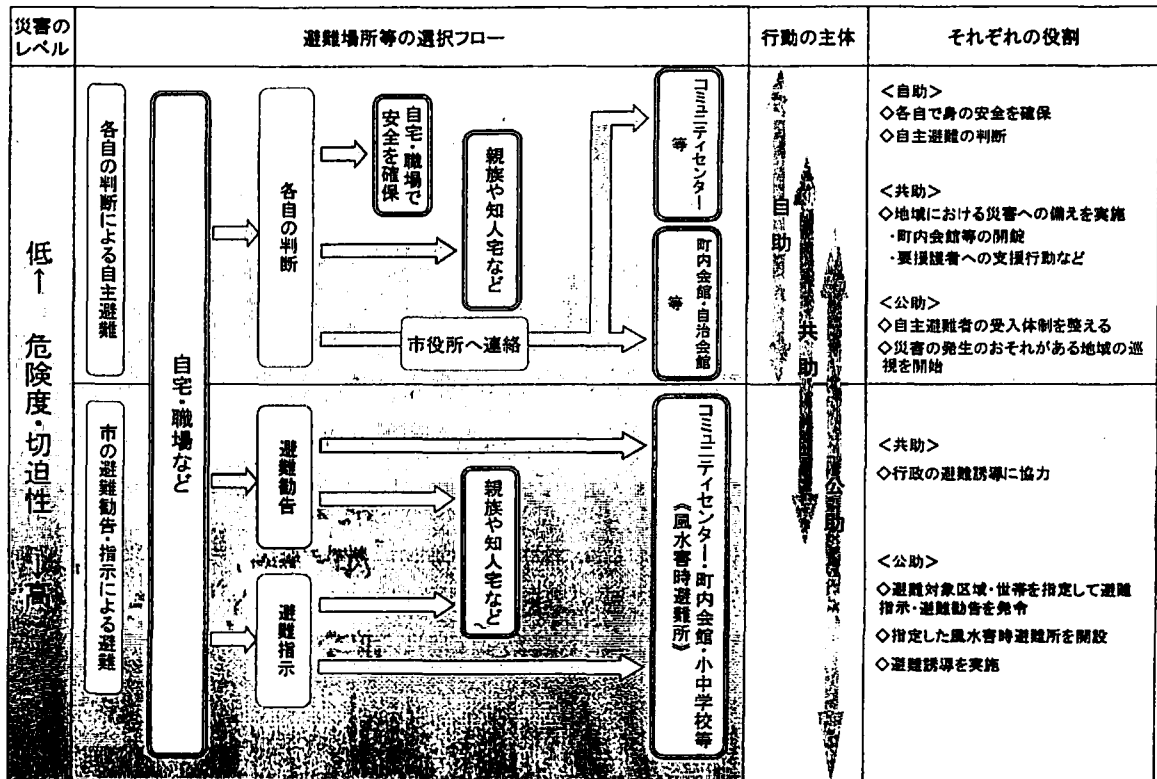 災害の
レベル
避難場所等の選択フロー
行動の主体
それぞれの役割
低← 危険度・切迫性 →高
各自の判断による自主避難
自宅・職場など
各自の判断
自宅・職場で
安全を確保
親族や知人宅など
市役所へ連絡
コミュニティセンター
等
町内会館・自治会館
等
自助
共助
公助
<自助>
◇各自で身の安全を確保
◇自主避難の判断
<共助>
◇地域における災害への備えを実施
・町内会館等の開錠
・要援護者への支援行動など
<公助>
◇自主避難者の受入体制を整える
◇災害の発生のおそれがある地域の巡
視を開始
市の避難勧告・指示による避難
避難勧告
避難指示
親族や知人宅など
コミュニティセンター・町内会館・小中学校等
《風水害時避難所》
<共助>
◇行政の避難誘導に協力
<公助>
◇避難対象区域・世帯を指定して避難
指示・避難勧告を発令
◇指定した風水害時避難所を開設
◇避難誘導を実施